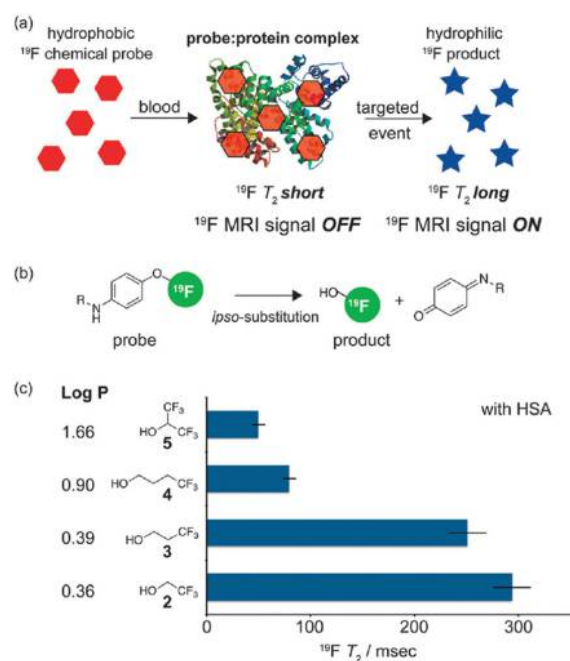 (a)
hydrophobic
¹⁹F chemical probe
blood
probe:protein complex
targeted
event
hydrophilic
¹⁹F product
¹⁹F T₂ short
¹⁹F MRI signal OFF
¹⁹F T₂ long
¹⁹F MRI signal ON
(b)
R
N
H
O
¹⁹F
probe
ipso-substitution
HO
¹⁹F
product
+
O
N
R
(c)
Log P
with HSA
1.66
CF₃
HO
CF₃
5
0.90
HO
CF₃
4
0.39
HO
CF₃
3
0.36
HO
CF₃
2
0
100
200
300
¹⁹F T₂ / msec